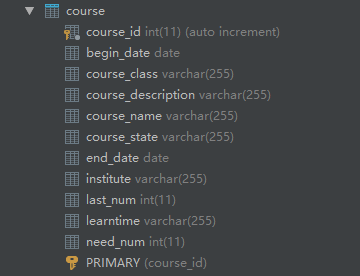 course
course_id int(11) (auto increment)
begin_date date
course_class varchar(255)
course_description varchar(255)
course_name varchar(255)
course_state varchar(255)
end_date date
institute varchar(255)
last_num int(11)
learntime varchar(255)
need_num int(11)
PRIMARY (course_id)